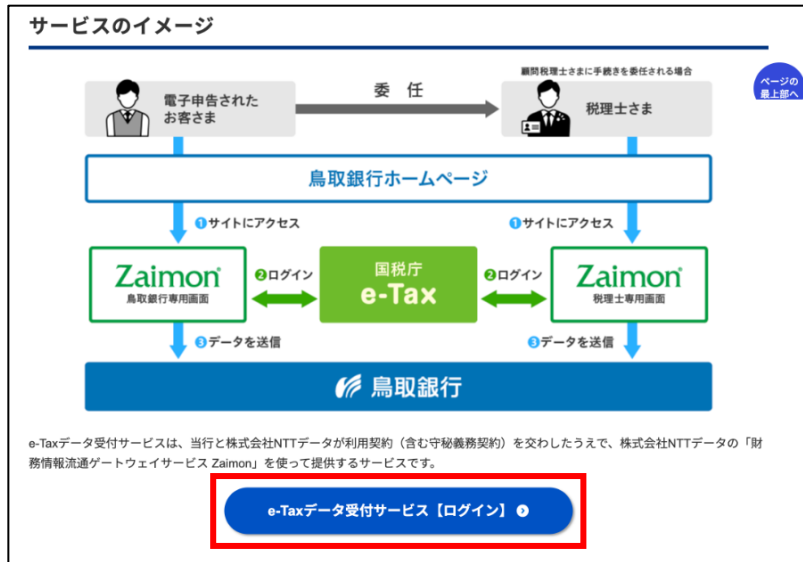 サービスのイメージ
顧問税理士さまに手続きを委任される場合
ページの
最上部へ
電子申告された
お客さま
委 任
税理士さま
鳥取銀行ホームページ
❶サイトにアクセス
❶サイトにアクセス
Zaimon®
鳥取銀行専用画面
❷ログイン
国税庁
e-Tax
❷ログイン
Zaimon®
税理士専用画面
❸データを送信
❸データを送信
鳥取銀行
e-Taxデータ受付サービスは、当行と株式会社NTTデータが利用契約（含む守秘義務契約）を交わしたうえで、株式会社NTTデータの「財
務情報流通ゲートウェイサービス Zaimon」を使って提供するサービスです。
e-Taxデータ受付サービス【ログイン】